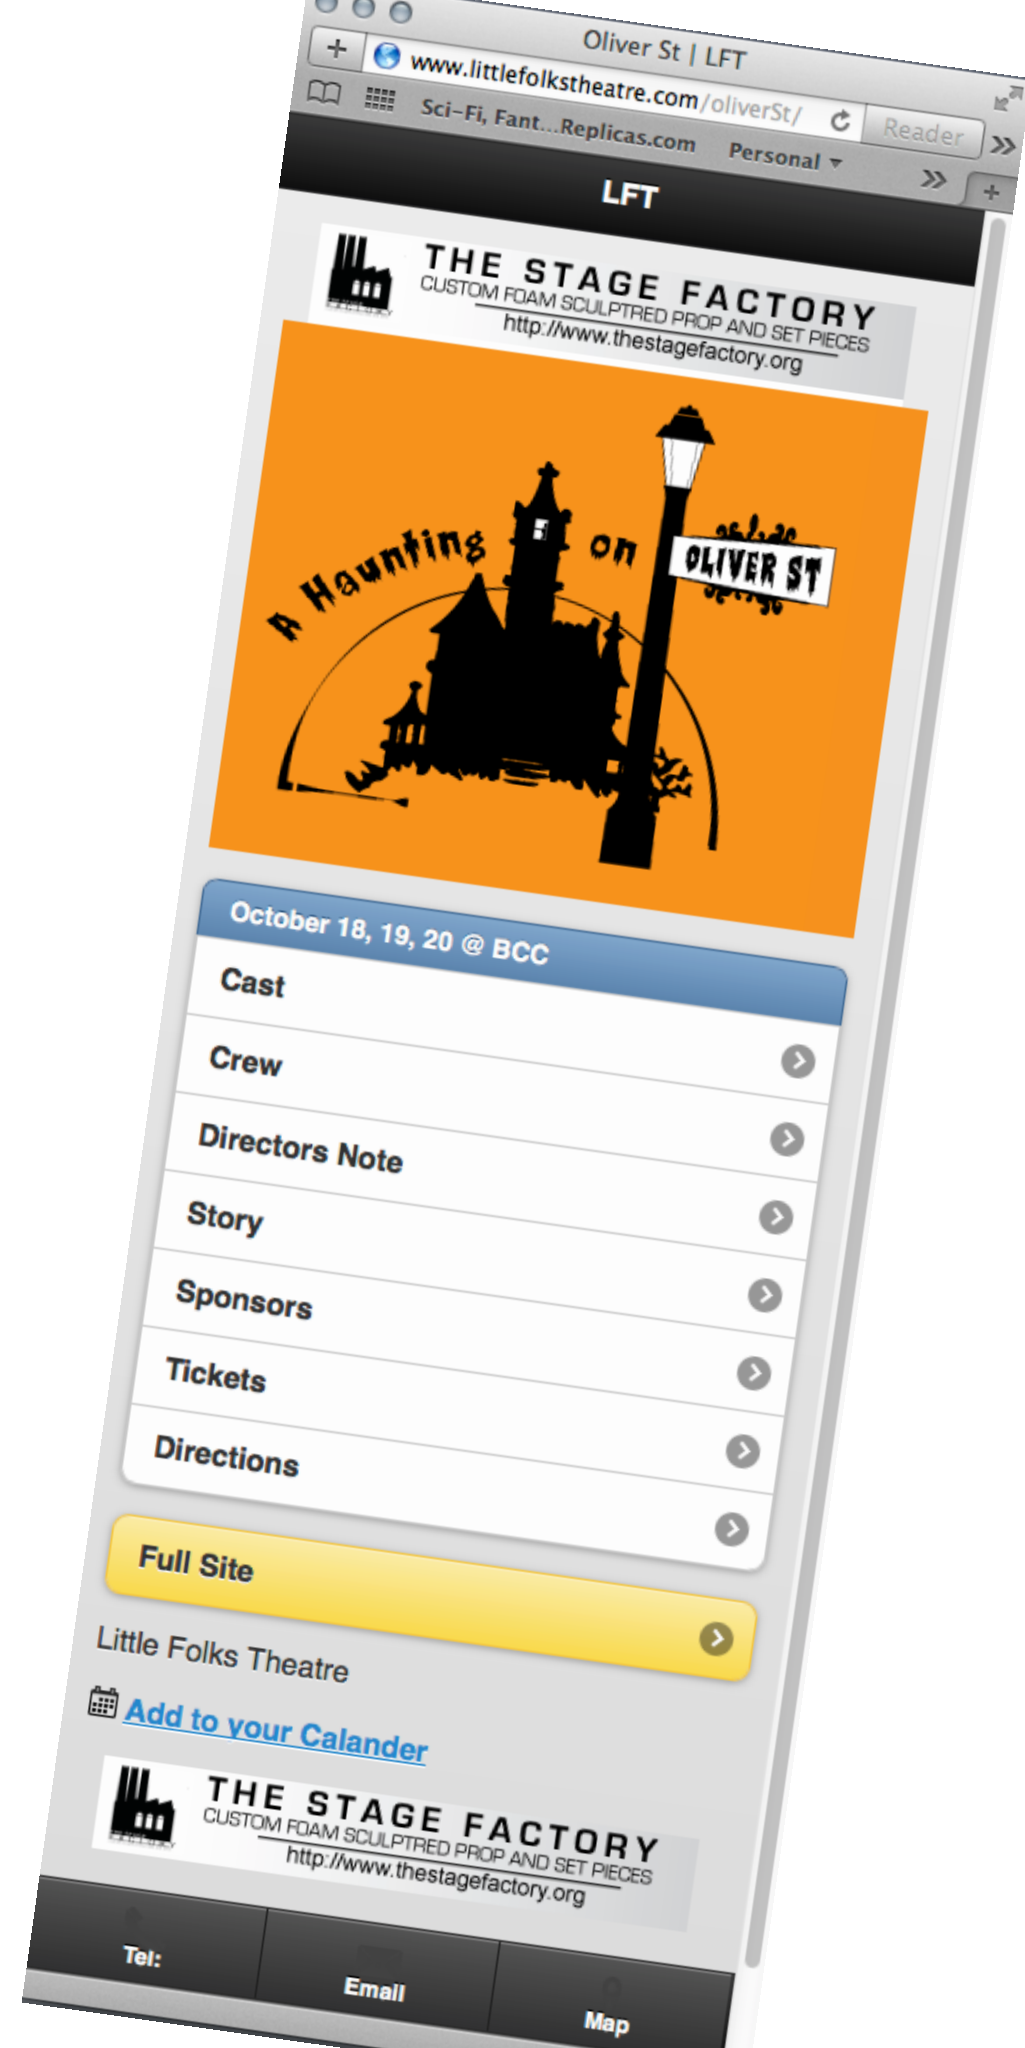 Oliver St | LFT
www.littlefolkstheatre.com/oliverSt/
Reader
Sci-Fi, Fant...Replicas.com
Personal
LFT
THE STAGE FACTORY
CUSTOM FOAM SCULPTRED PROP AND SET PIECES
http://www.thestagefactory.org
A Haunting on
OLIVER ST
October 18, 19, 20 @ BCC
Cast
Crew
Directors Note
Story
Sponsors
Tickets
Directions
Full Site
Little Folks Theatre
Add to your Calander
THE STAGE FACTORY
CUSTOM FOAM SCULPTRED PROP AND SET PIECES
http://www.thestagefactory.org
Tel:
Email
Map